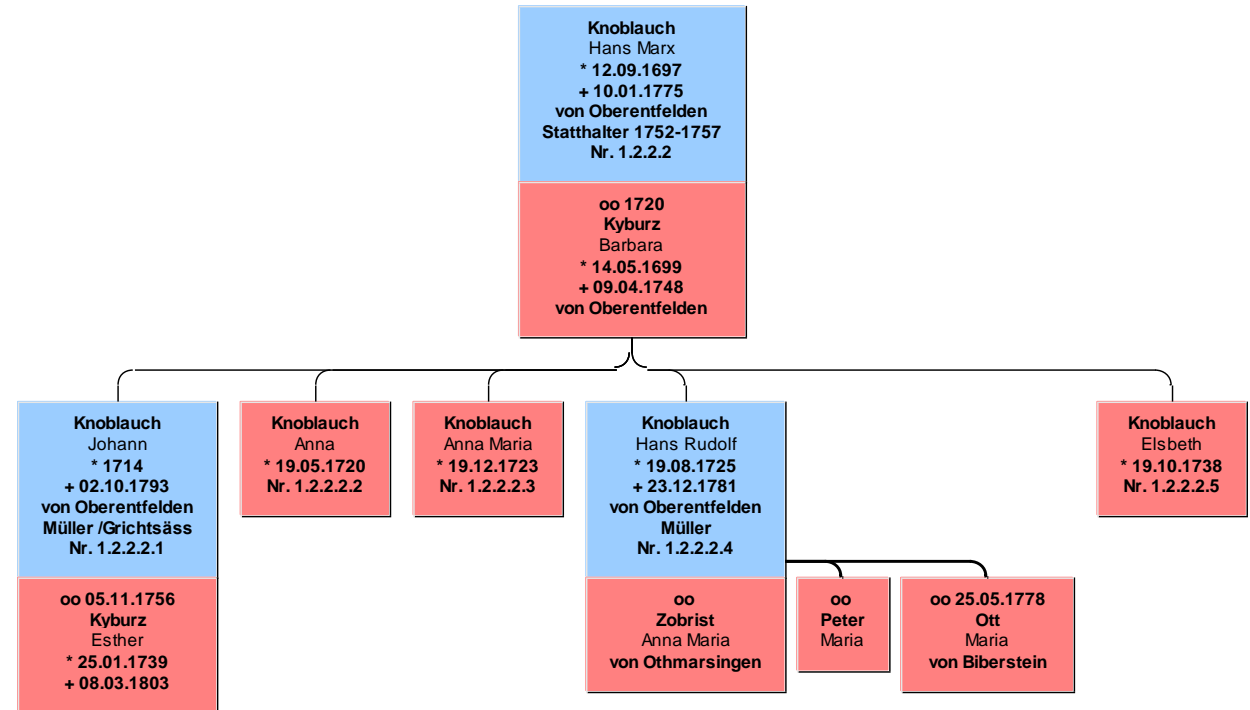 Knoblauch
Hans Marx
* 12.09.1697
+ 10.01.1775
von Oberentfelden
Statthalter 1752-1757
Nr. 1.2.2.2
oo 1720
Kyburz
Barbara
* 14.05.1699
+ 09.04.1748
von Oberentfelden
Knoblauch
Johann
* 1714
+ 02.10.1793
von Oberentfelden
Müller /Grichtsäss
Nr. 1.2.2.2.1
oo 05.11.1756
Kyburz
Esther
* 25.01.1739
+ 08.03.1803
Knoblauch
Anna
* 19.05.1720
Nr. 1.2.2.2.2
Knoblauch
Anna Maria
* 19.12.1723
Nr. 1.2.2.2.3
Knoblauch
Hans Rudolf
* 19.08.1725
+ 23.12.1781
von Oberentfelden
Müller
Nr. 1.2.2.2.4
oo
Zobrist
Anna Maria
von Othmarsingen
oo
Peter
Maria
oo 25.05.1778
Ott
Maria
von Biberstein
Knoblauch
Elsbeth
* 19.10.1738
Nr. 1.2.2.2.5